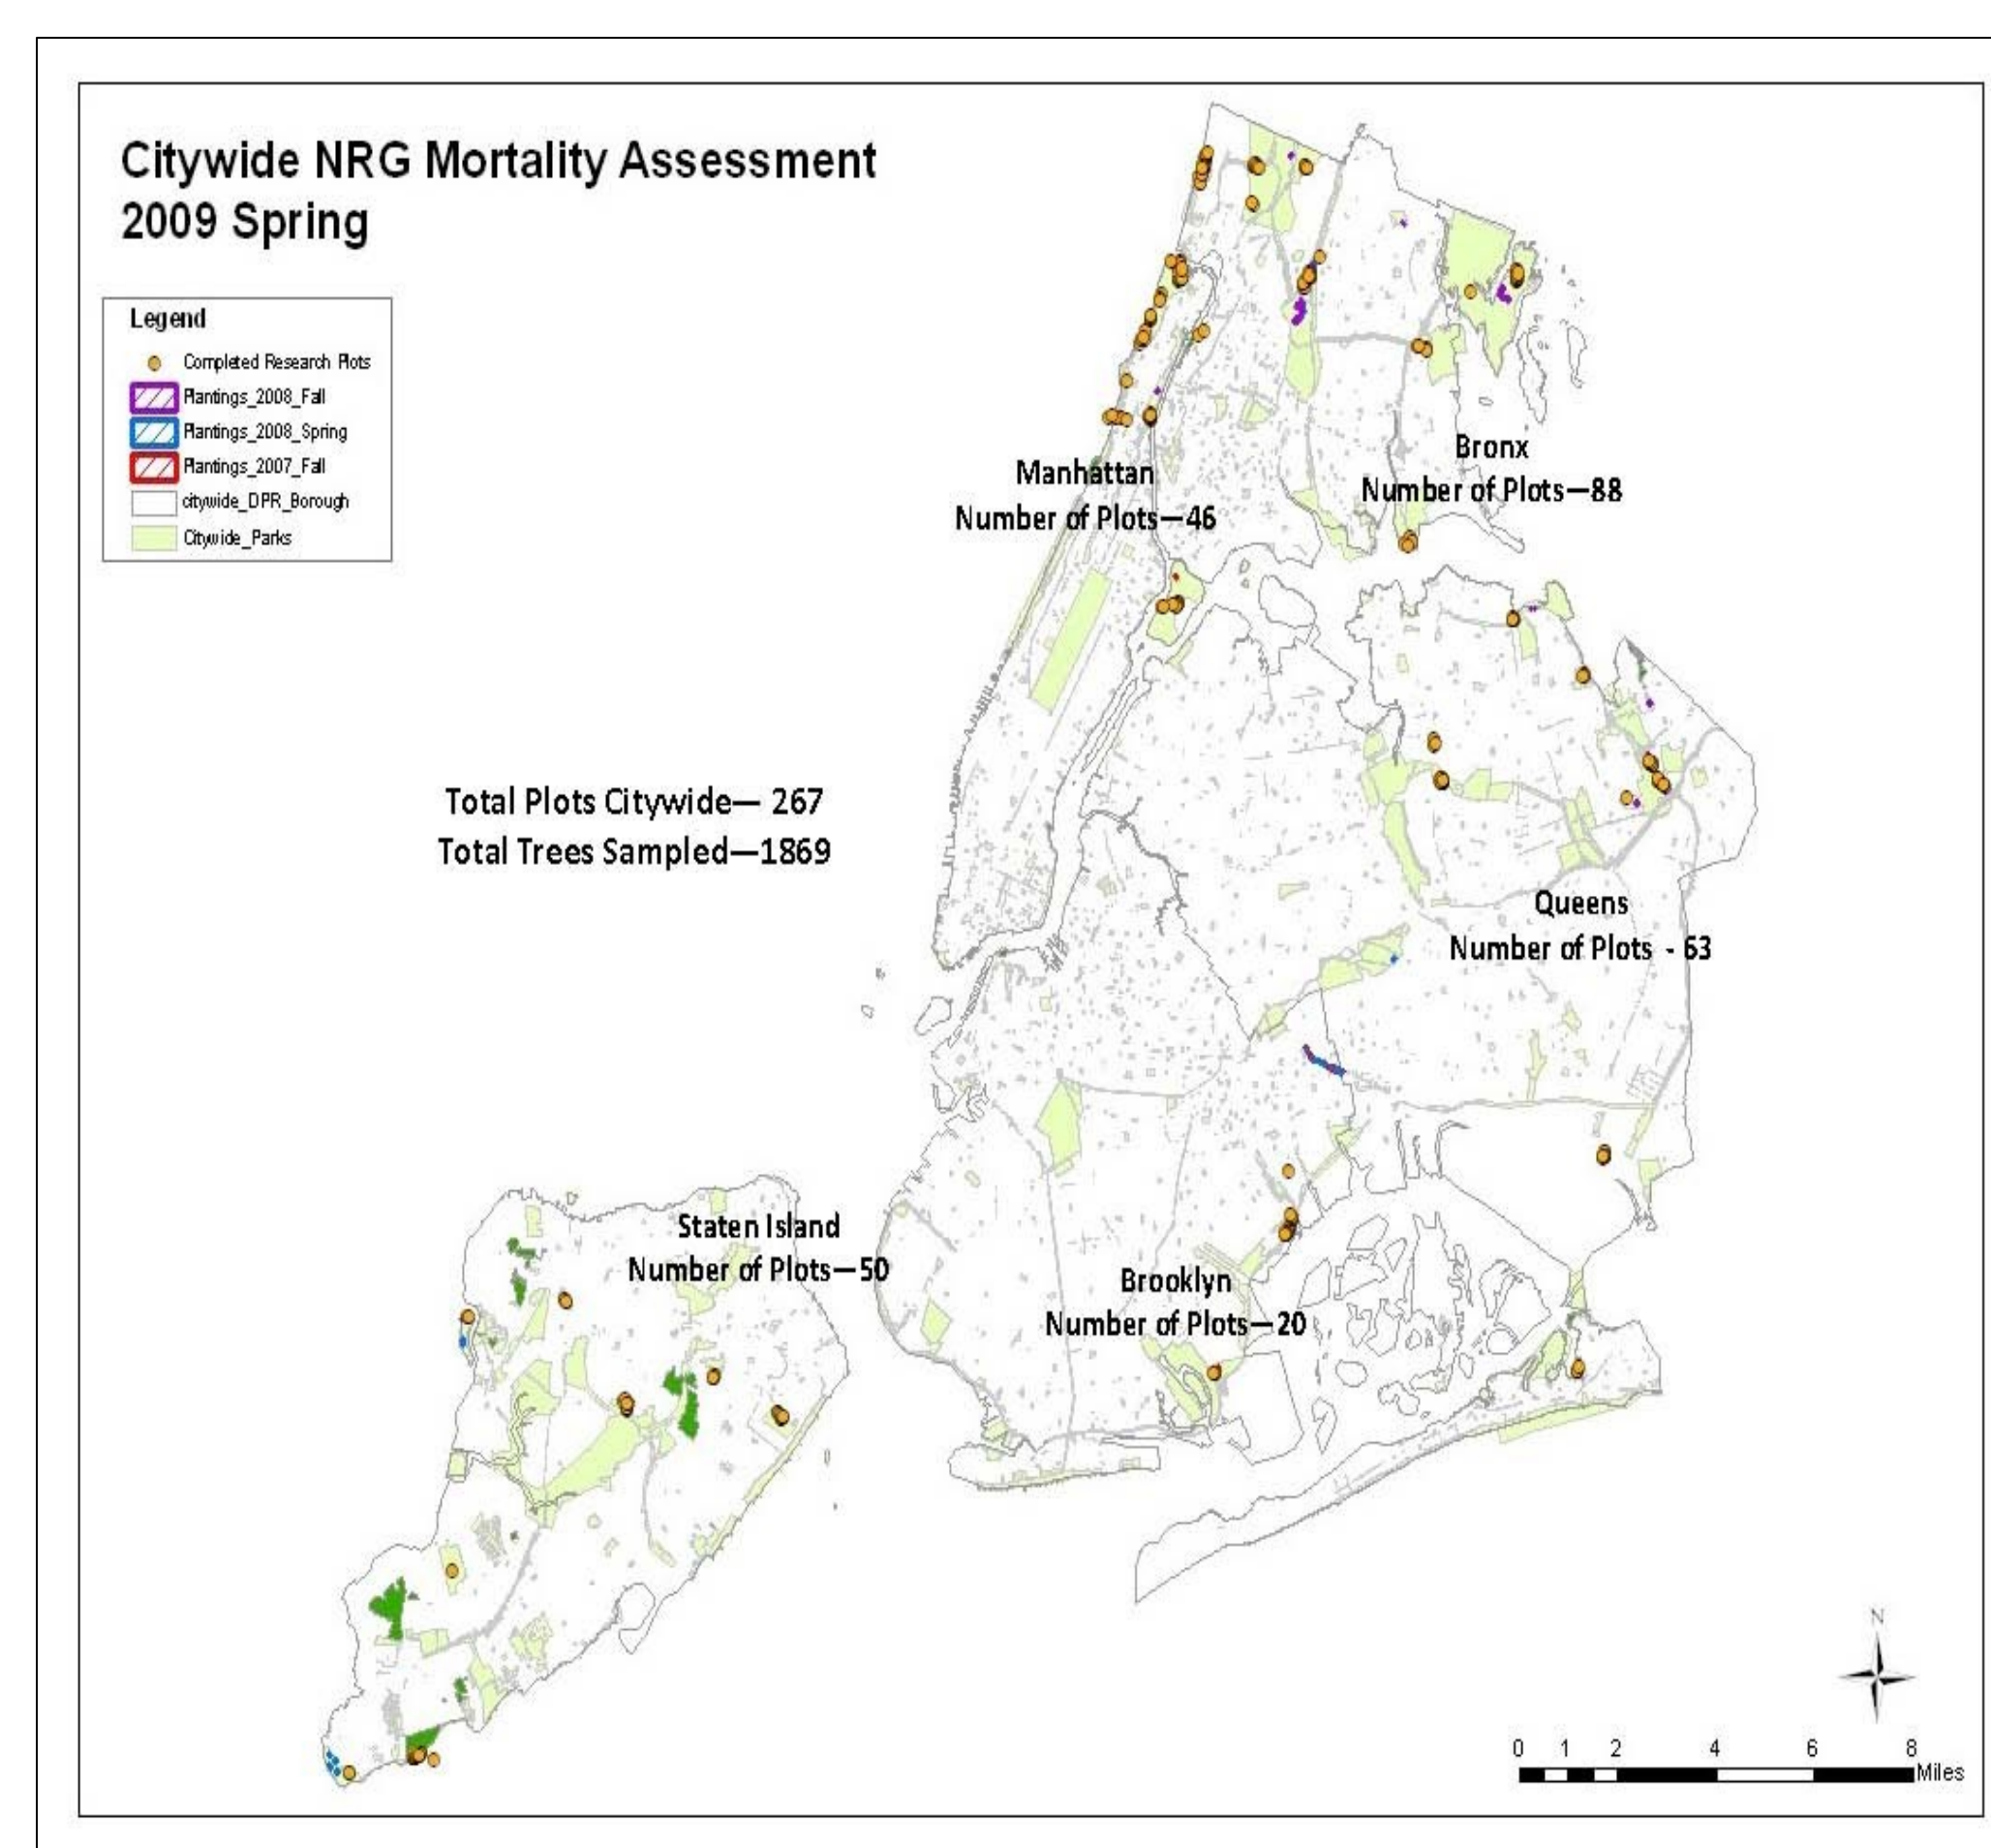 Citywide NRG Mortality Assessment
2009 Spring
Legend
Completed Research Plots
Plantings_2008_Fall
Plantings_2008_Spring
Plantings_2007_Fall
citywide_DPR_Borough
Citywide_Parks
Manhattan
Number of Plots—46
Bronx
Number of Plots—88
Total Plots Citywide— 267
Total Trees Sampled—1869
Queens
Number of Plots - 63
Staten Island
Number of Plots—50
Brooklyn
Number of Plots—20
N
0 1 2 4 6 8
Miles